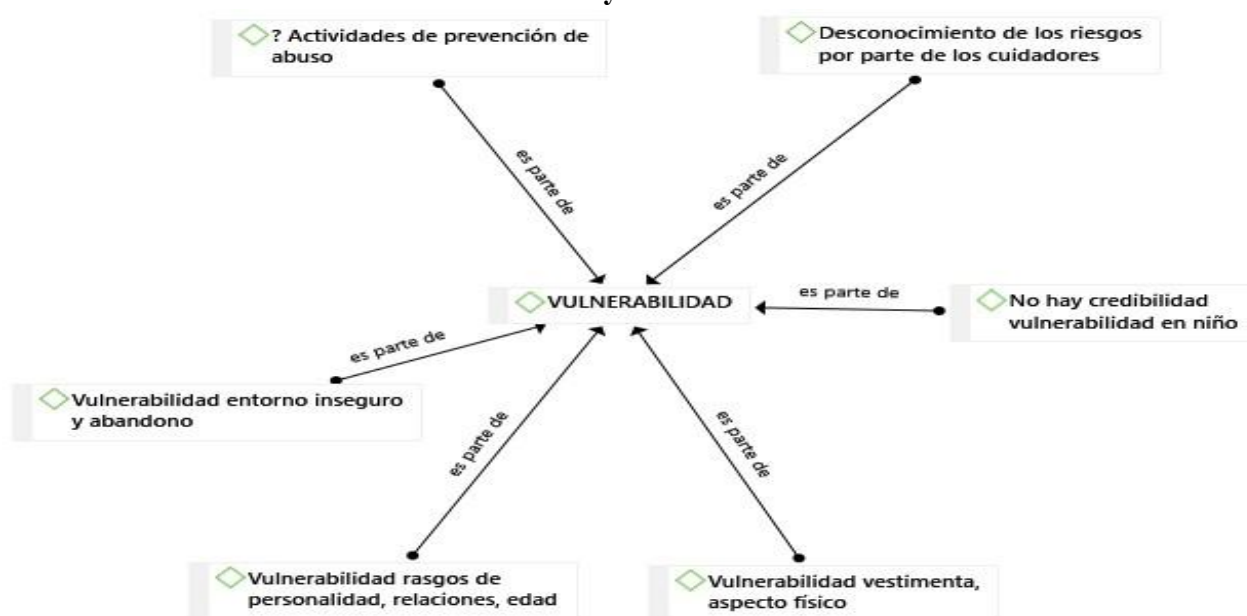 y
? Actividades de prevención de
abuso
Desconocimiento de los riesgos
por parte de los cuidadores
es parte de
es parte de
VULNERABILIDAD
es parte de
No hay credibilidad
vulnerabilidad en niño
es parte de
Vulnerabilidad entorno inseguro
y abandono
es parte de
es parte de
Vulnerabilidad rasgos de
personalidad, relaciones, edad
Vulnerabilidad vestimenta,
aspecto físico